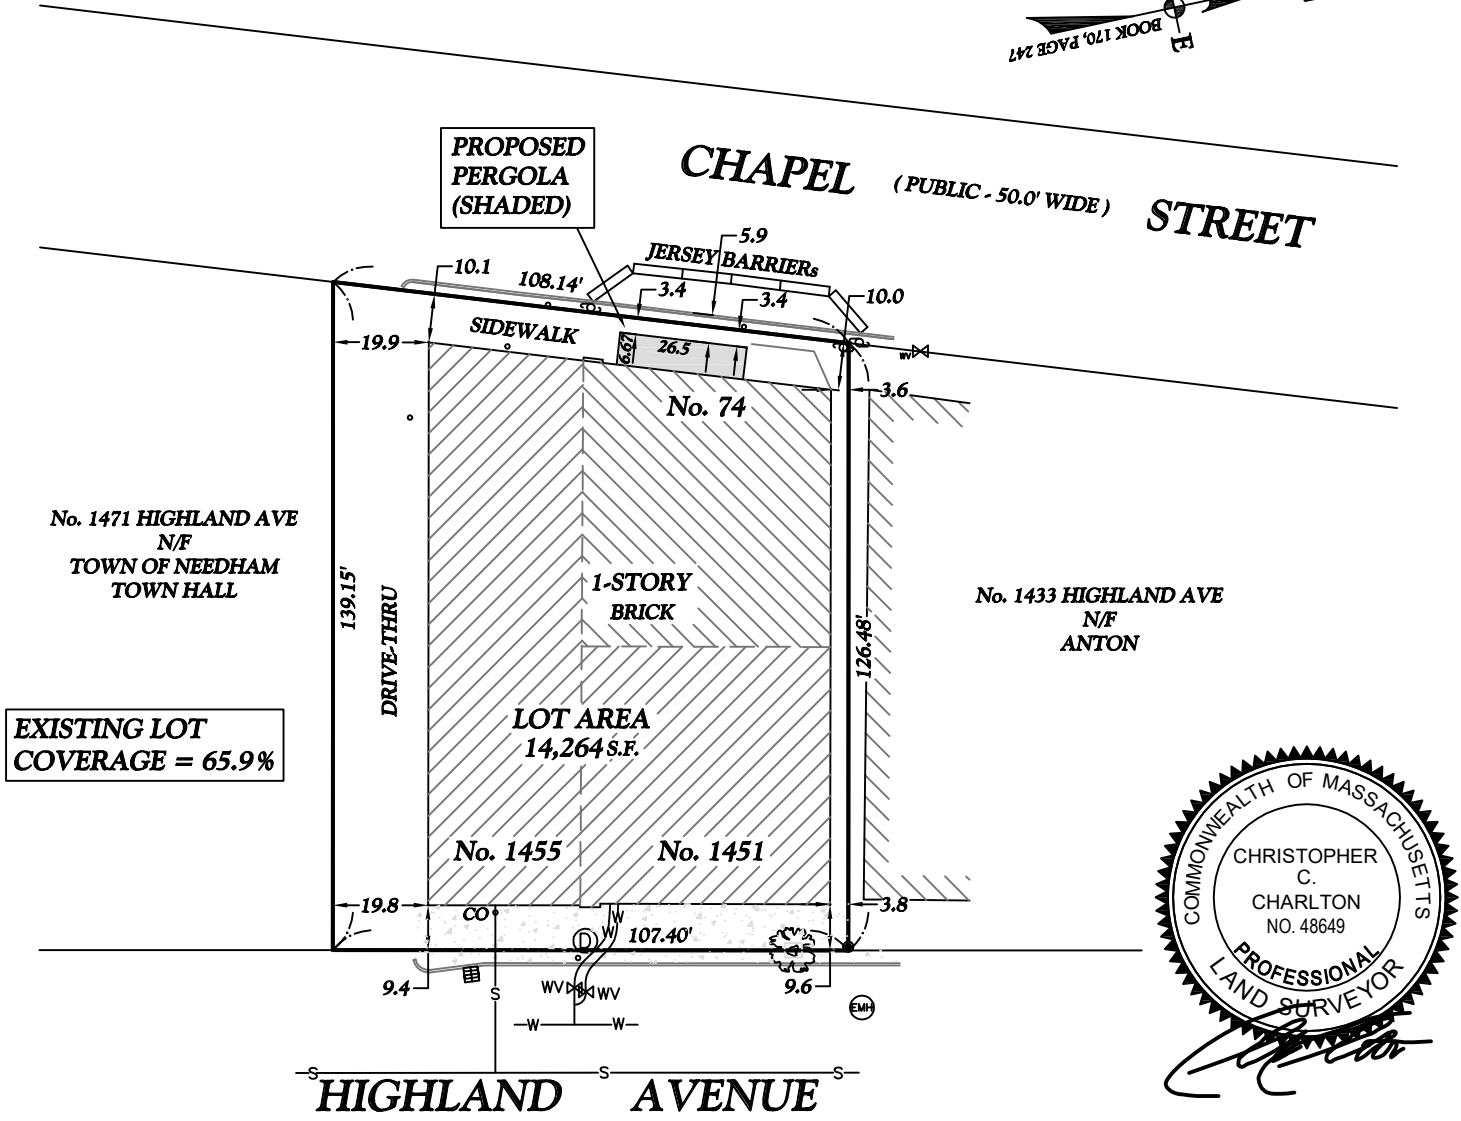 BOOK 170, PAGE 247
E
PROPOSED
PERGOLA
(SHADED)
CHAPEL ( PUBLIC - 50.0' WIDE ) STREET
5.9
JERSEY BARRIERs
10.1
108.14'
3.4
3.4
10.0
SIDEWALK
19.9
6.67
26.5
WV
3.6
No. 74
No. 1471 HIGHLAND AVE
N/F
TOWN OF NEEDHAM
TOWN HALL
139.15'
DRIVE-THRU
1-STORY
BRICK
126.48'
No. 1433 HIGHLAND AVE
N/F
ANTON
EXISTING LOT
COVERAGE = 65.9%
LOT AREA
14,264 S.F.
No. 1455
No. 1451
19.8
CO
W
W
D
107.40'
3.8
9.4
S
WV
WV
9.6
EMH
W
W
S
S
S
HIGHLAND AVENUE
COMMONWEALTH OF MASSACHUSETTS
CHRISTOPHER
C.
CHARLTON
NO. 48649
PROFESSIONAL
LAND SURVEYOR